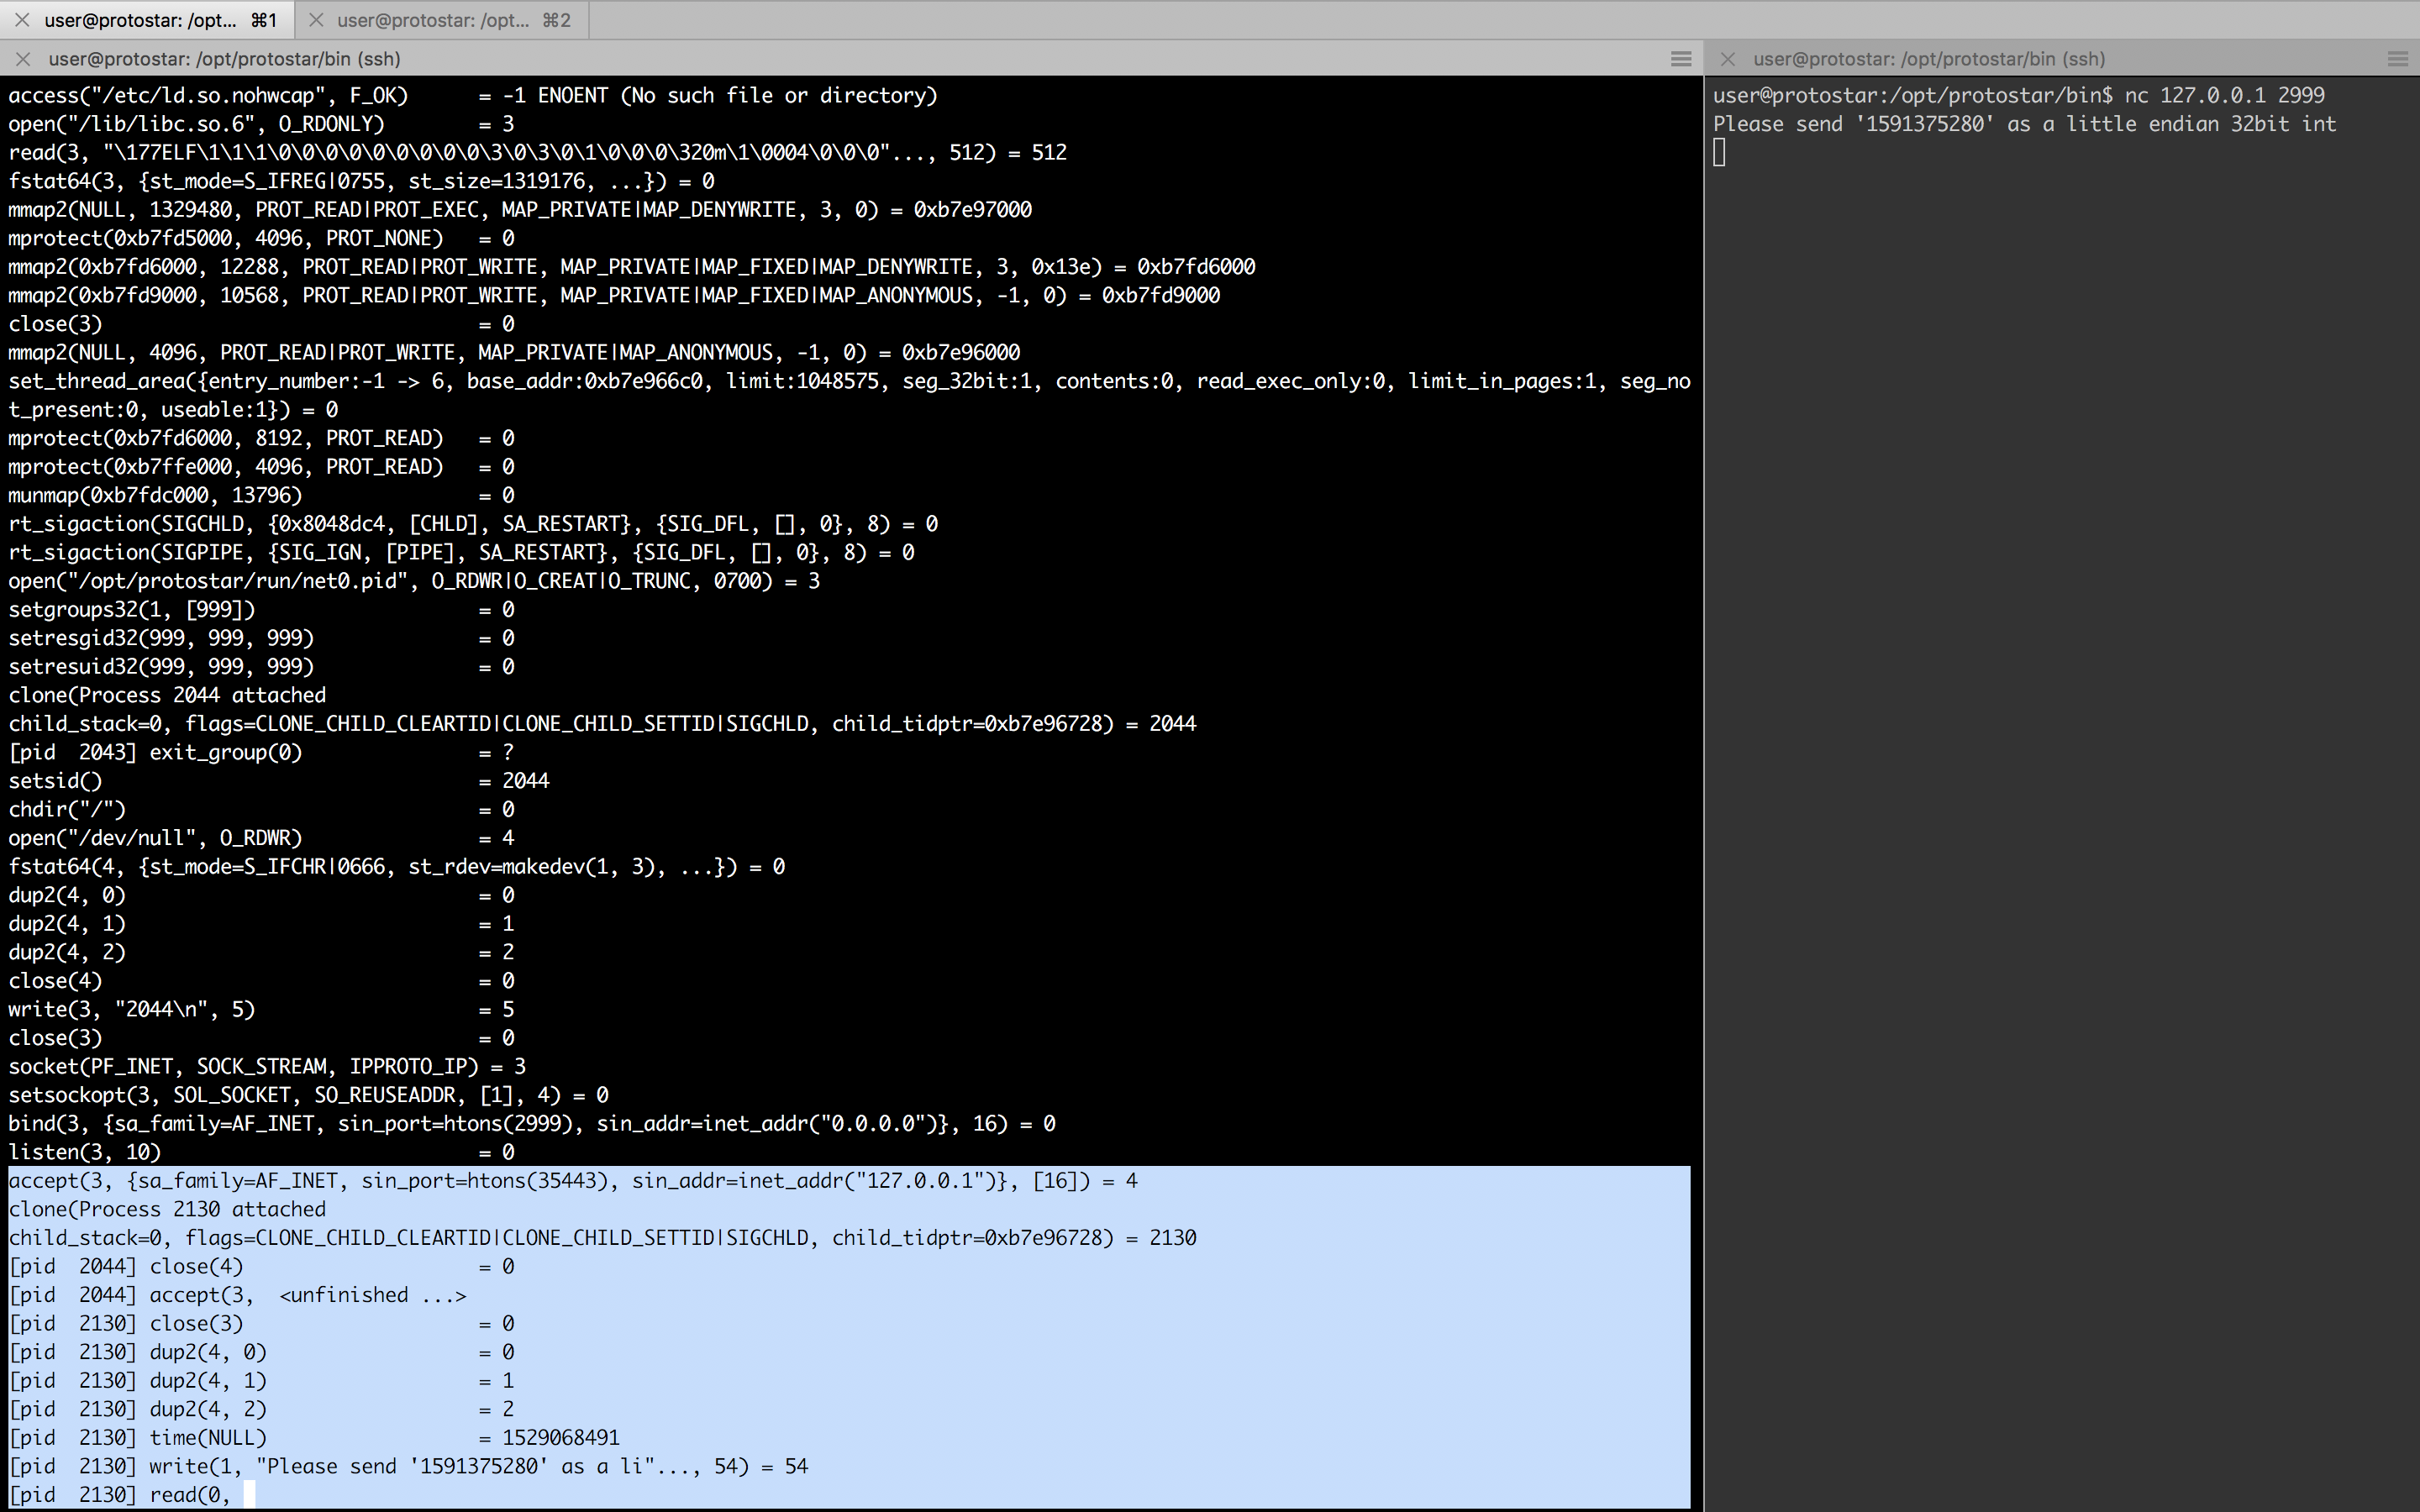 user@protostar: /opt... ⌘1
user@protostar: /opt... ⌘2
user@protostar: /opt/protostar/bin (ssh)
access("/etc/ld.so.nohwcap", F_OK)      = -1 ENOENT (No such file or directory)
open("/lib/libc.so.6", O_RDONLY)        = 3
read(3, "\177ELF\1\1\1\0\0\0\0\0\0\0\0\0\3\0\3\0\1\0\0\0\320m\1\0004\0\0\0"..., 512) = 512
fstat64(3, {st_mode=S_IFREG|0755, st_size=1319176, ...}) = 0
mmap2(NULL, 1329480, PROT_READ|PROT_EXEC, MAP_PRIVATE|MAP_DENYWRITE, 3, 0) = 0xb7e97000
mprotect(0xb7fd5000, 4096, PROT_NONE)   = 0
mmap2(0xb7fd6000, 12288, PROT_READ|PROT_WRITE, MAP_PRIVATE|MAP_FIXED|MAP_DENYWRITE, 3, 0x13e) = 0xb7fd6000
mmap2(0xb7fd9000, 10568, PROT_READ|PROT_WRITE, MAP_PRIVATE|MAP_FIXED|MAP_ANONYMOUS, -1, 0) = 0xb7fd9000
close(3)                                = 0
mmap2(NULL, 4096, PROT_READ|PROT_WRITE, MAP_PRIVATE|MAP_ANONYMOUS, -1, 0) = 0xb7e96000
set_thread_area({entry_number:-1 -> 6, base_addr:0xb7e966c0, limit:1048575, seg_32bit:1, contents:0, read_exec_only:0, limit_in_pages:1, seg_no
t_present:0, useable:1}) = 0
mprotect(0xb7fd6000, 8192, PROT_READ)   = 0
mprotect(0xb7ffe000, 4096, PROT_READ)   = 0
munmap(0xb7fdc000, 13796)               = 0
rt_sigaction(SIGCHLD, {0x8048dc4, [CHLD], SA_RESTART}, {SIG_DFL, [], 0}, 8) = 0
rt_sigaction(SIGPIPE, {SIG_IGN, [PIPE], SA_RESTART}, {SIG_DFL, [], 0}, 8) = 0
open("/opt/protostar/run/net0.pid", O_RDWR|O_CREAT|O_TRUNC, 0700) = 3
setgroups32(1, [999])                   = 0
setresgid32(999, 999, 999)              = 0
setresuid32(999, 999, 999)              = 0
clone(Process 2044 attached
child_stack=0, flags=CLONE_CHILD_CLEARTID|CLONE_CHILD_SETTID|SIGCHLD, child_tidptr=0xb7e96728) = 2044
[pid  2043] exit_group(0)               = ?
setsid()                                = 2044
chdir("/")                              = 0
open("/dev/null", O_RDWR)               = 4
fstat64(4, {st_mode=S_IFCHR|0666, st_rdev=makedev(1, 3), ...}) = 0
dup2(4, 0)                              = 0
dup2(4, 1)                              = 1
dup2(4, 2)                              = 2
close(4)                                = 0
write(3, "2044\n", 5)                   = 5
close(3)                                = 0
socket(PF_INET, SOCK_STREAM, IPPROTO_IP) = 3
setsockopt(3, SOL_SOCKET, SO_REUSEADDR, [1], 4) = 0
bind(3, {sa_family=AF_INET, sin_port=htons(2999), sin_addr=inet_addr("0.0.0.0")}, 16) = 0
listen(3, 10)                           = 0
accept(3, {sa_family=AF_INET, sin_port=htons(35443), sin_addr=inet_addr("127.0.0.1")}, [16]) = 4
clone(Process 2130 attached
child_stack=0, flags=CLONE_CHILD_CLEARTID|CLONE_CHILD_SETTID|SIGCHLD, child_tidptr=0xb7e96728) = 2130
[pid  2044] close(4)                    = 0
[pid  2044] accept(3,  <unfinished ...>
[pid  2130] close(3)                    = 0
[pid  2130] dup2(4, 0)                  = 0
[pid  2130] dup2(4, 1)                  = 1
[pid  2130] dup2(4, 2)                  = 2
[pid  2130] time(NULL)                  = 1529068491
[pid  2130] write(1, "Please send '1591375280' as a li"..., 54) = 54
[pid  2130] read(0,
user@protostar: /opt/protostar/bin (ssh)
user@protostar:/opt/protostar/bin$ nc 127.0.0.1 2999
Please send '1591375280' as a little endian 32bit int